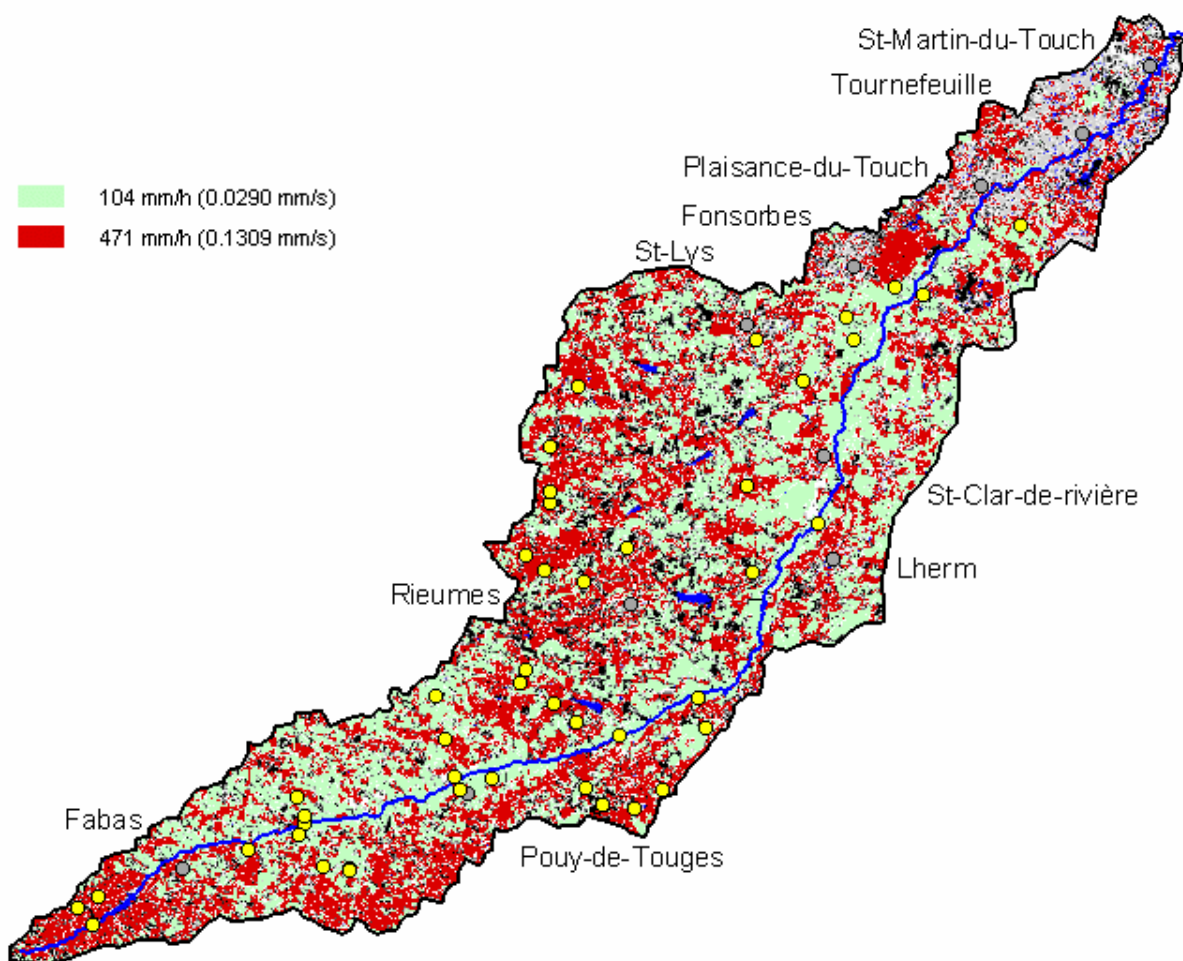 St-Martin-du-Touch
Tournefeuille
Plaisance-du-Touch
104 mm/h (0.0290 mm/s)
Fonsorbes
471 mm/h (0.1309 mm/s)
St-Lys
St-Clar-de-rivière
Lherm
Rieumes
Fabas
Pouy-de-Touges